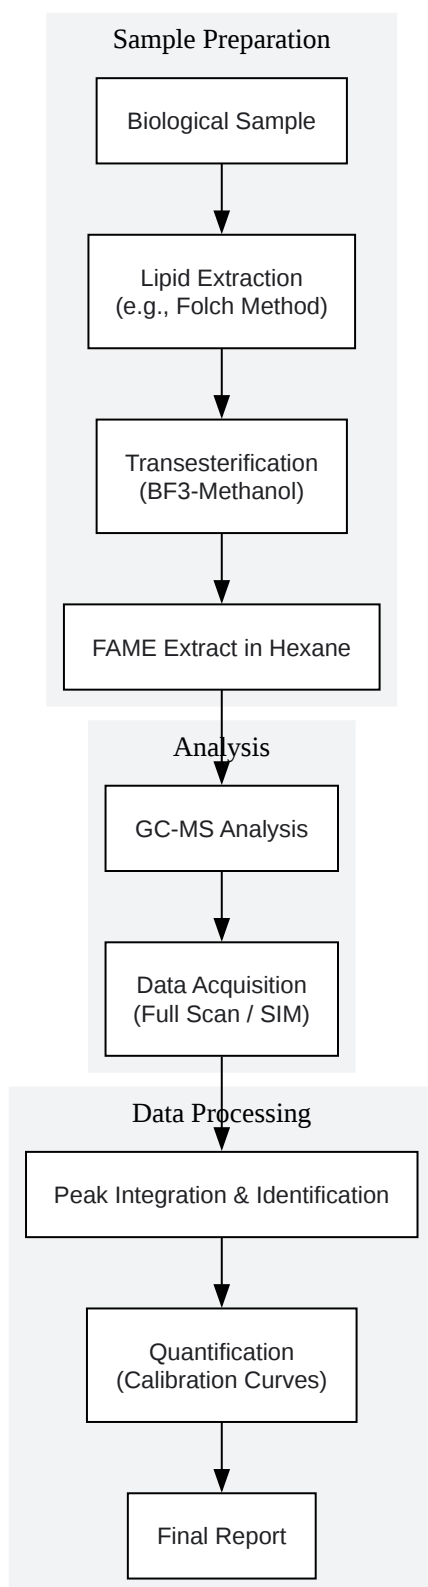 Sample Preparation
Biological Sample
Lipid Extraction
(e.g., Folch Method)
Transesterification
(BF3-Methanol)
FAME Extract in Hexane
Analysis
GC-MS Analysis
Data Acquisition
(Full Scan / SIM)
Data Processing
Peak Integration & Identification
Quantification
(Calibration Curves)
Final Report